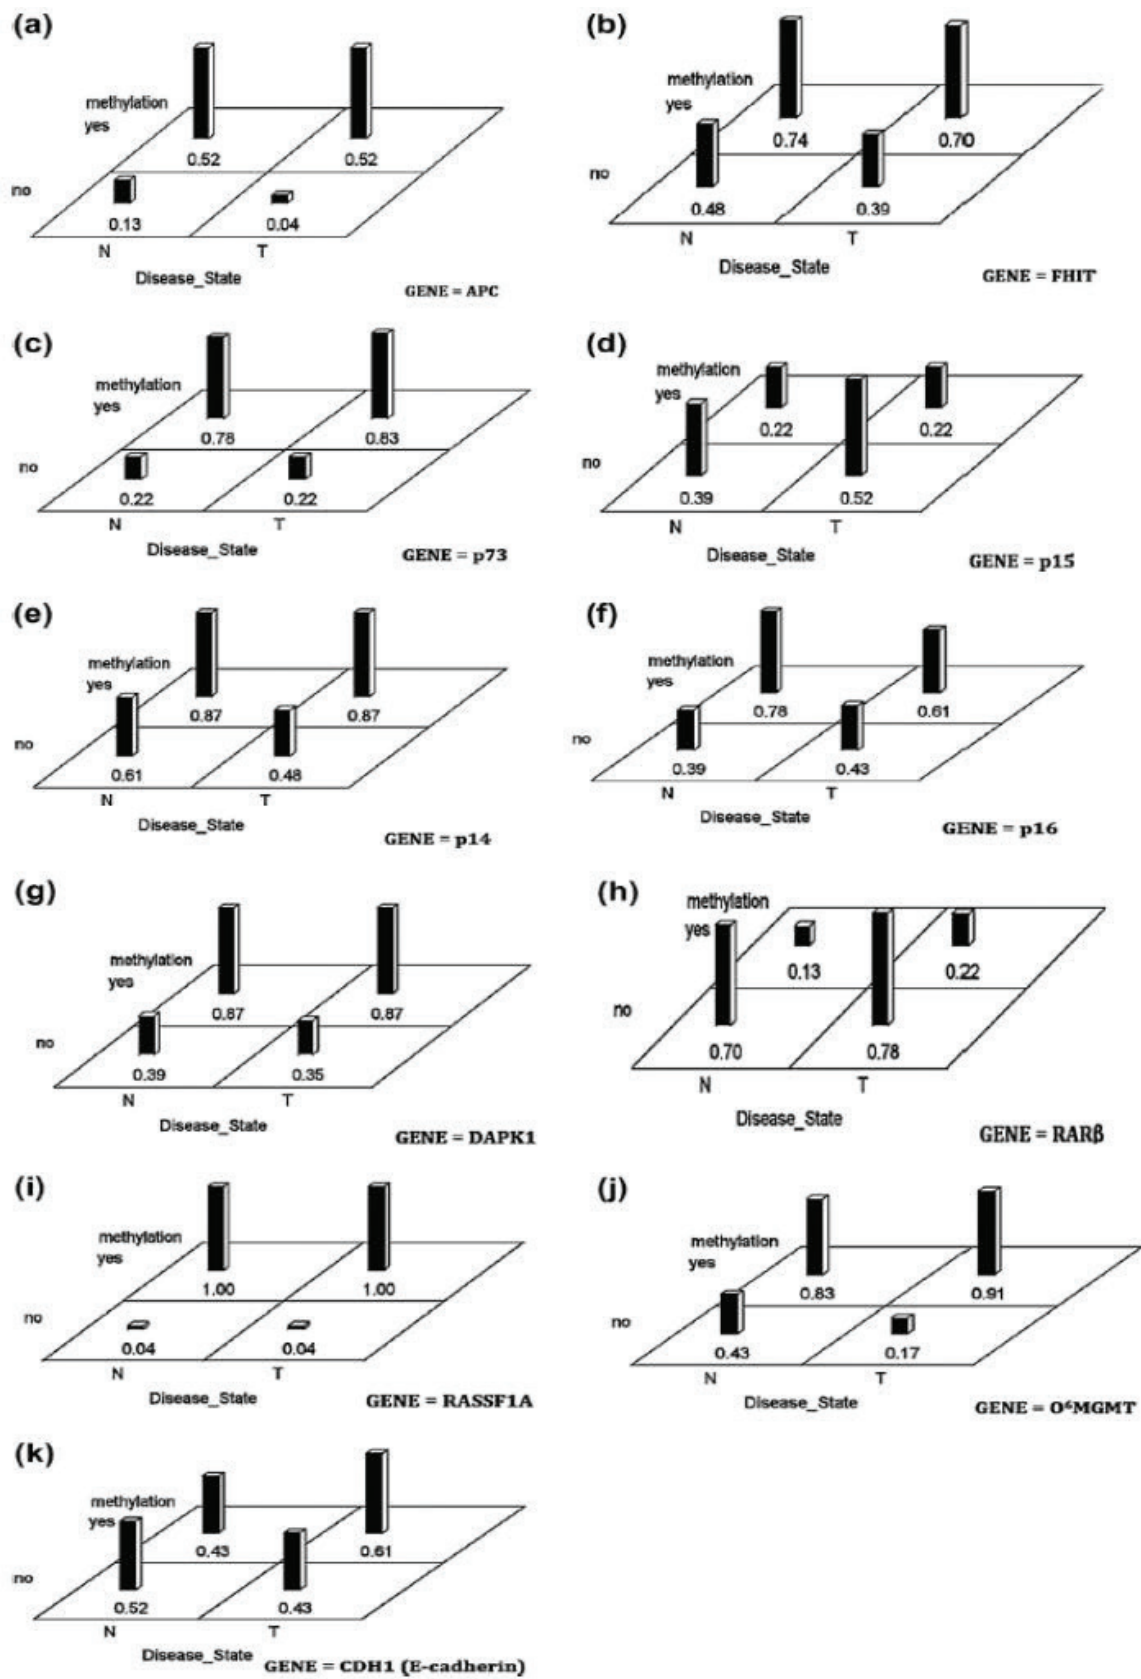 (a)
methylation
yes
0.52 0.52
no
0.13 0.04
N T
Disease_State
GENE = APC
(b)
methylation
yes
0.74 0.70
no
0.48 0.39
N T
Disease_State
GENE = FHIT
(c)
methylation
yes
0.78 0.83
no
0.22 0.22
N T
Disease_State
GENE = p73
(d)
methylation
yes
0.22 0.22
no
0.39 0.52
N T
Disease_State
GENE = p15
(e)
methylation
yes
0.87 0.87
no
0.61 0.48
N T
Disease_State
GENE = p14
(f)
methylation
yes
0.78 0.61
no
0.39 0.43
N T
Disease_State
GENE = p16
(g)
methylation
yes
0.87 0.87
no
0.39 0.35
N T
Disease_State
GENE = DAPK1
(h)
methylation
yes
0.13 0.22
no
0.70 0.78
N T
Disease_State
GENE = RARβ
(i)
methylation
yes
1.00 1.00
no
0.04 0.04
N T
Disease_State
GENE = RASSF1A
(j)
methylation
yes
0.83 0.91
no
0.43 0.17
N T
Disease_State
GENE = O⁶MGMT
(k)
methylation
yes
0.43 0.61
no
0.52 0.43
N T
Disease_State
GENE = CDH1 (E-cadherin)